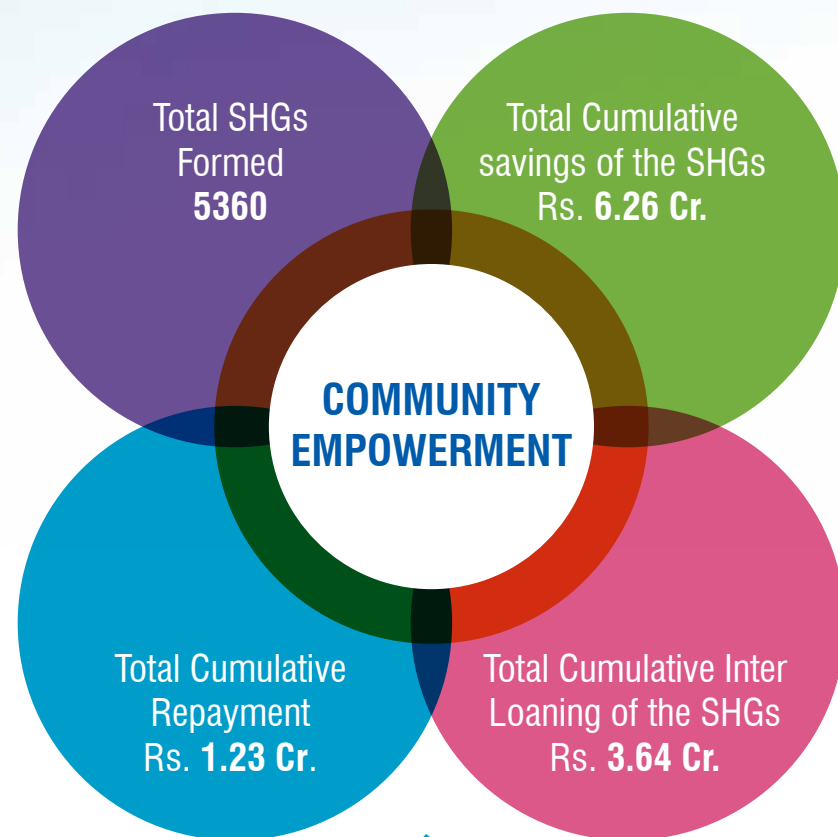 Total SHGs
Formed
5360
Total Cumulative
savings of the SHGs
Rs. 6.26 Cr.
COMMUNITY
EMPOWERMENT
Total Cumulative
Repayment
Rs. 1.23 Cr.
Total Cumulative Inter
Loaning of the SHGs
Rs. 3.64 Cr.